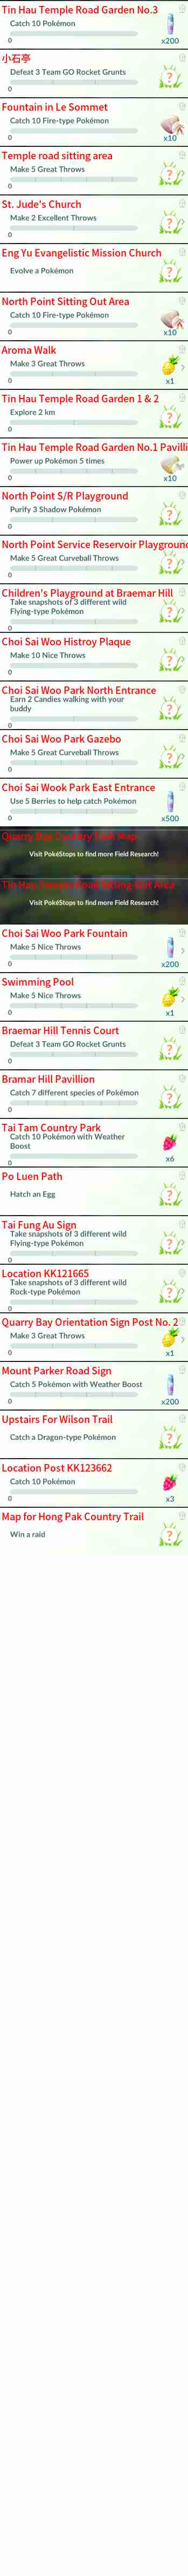 Tin Hau Temple Road Garden No.3
Catch 10 Pokémon
0
x200
小石亭
Defeat 3 Team GO Rocket Grunts
0
Fountain in Le Sommet
Catch 10 Fire-type Pokémon
0
x10
Temple road sitting area
Make 5 Great Throws
0
St. Jude's Church
Make 2 Excellent Throws
0
Eng Yu Evangelistic Mission Church
Evolve a Pokémon
North Point Sitting Out Area
Catch 10 Fire-type Pokémon
0
x10
Aroma Walk
Make 3 Great Throws
0
x1
Tin Hau Temple Road Garden 1 & 2
Explore 2 km
0
Tin Hau Temple Road Garden No.1 Pavilli
Power up Pokémon 5 times
0
x10
North Point S/R Playground
Purify 3 Shadow Pokémon
0
North Point Service Reservoir Playground
Make 5 Great Curveball Throws
0
Children's Playground at Braemar Hill
Take snapshots of 3 different wild
Flying-type Pokémon
0
Choi Sai Woo Histroy Plaque
Make 10 Nice Throws
0
Choi Sai Woo Park North Entrance
Earn 2 Candies walking with your
buddy
0
Choi Sai Woo Park Gazebo
Make 5 Great Curveball Throws
0
Choi Sai Wook Park East Entrance
Use 5 Berries to help catch Pokémon
0
x500
Quarry Bay Country Park Map
Visit PokéStops to find more Field Research!
Tin Hau Temple Road Sitting-Out Area
Visit PokéStops to find more Field Research!
Choi Sai Woo Park Fountain
Make 5 Nice Throws
0
x200
Swimming Pool
Make 5 Nice Throws
0
x1
Braemar Hill Tennis Court
Defeat 3 Team GO Rocket Grunts
0
Bramar Hill Pavillion
Catch 7 different species of Pokémon
0
Tai Tam Country Park
Catch 10 Pokémon with Weather
Boost
0
x6
Po Luen Path
Hatch an Egg
Tai Fung Au Sign
Take snapshots of 3 different wild
Flying-type Pokémon
0
Location KK121665
Take snapshots of 3 different wild
Rock-type Pokémon
0
Quarry Bay Orientation Sign Post No. 2
Make 3 Great Throws
0
x1
Mount Parker Road Sign
Catch 5 Pokémon with Weather Boost
0
x200
Upstairs For Wilson Trail
Catch a Dragon-type Pokémon
Location Post KK123662
Catch 10 Pokémon
0
x3
Map for Hong Pak Country Trail
Win a raid